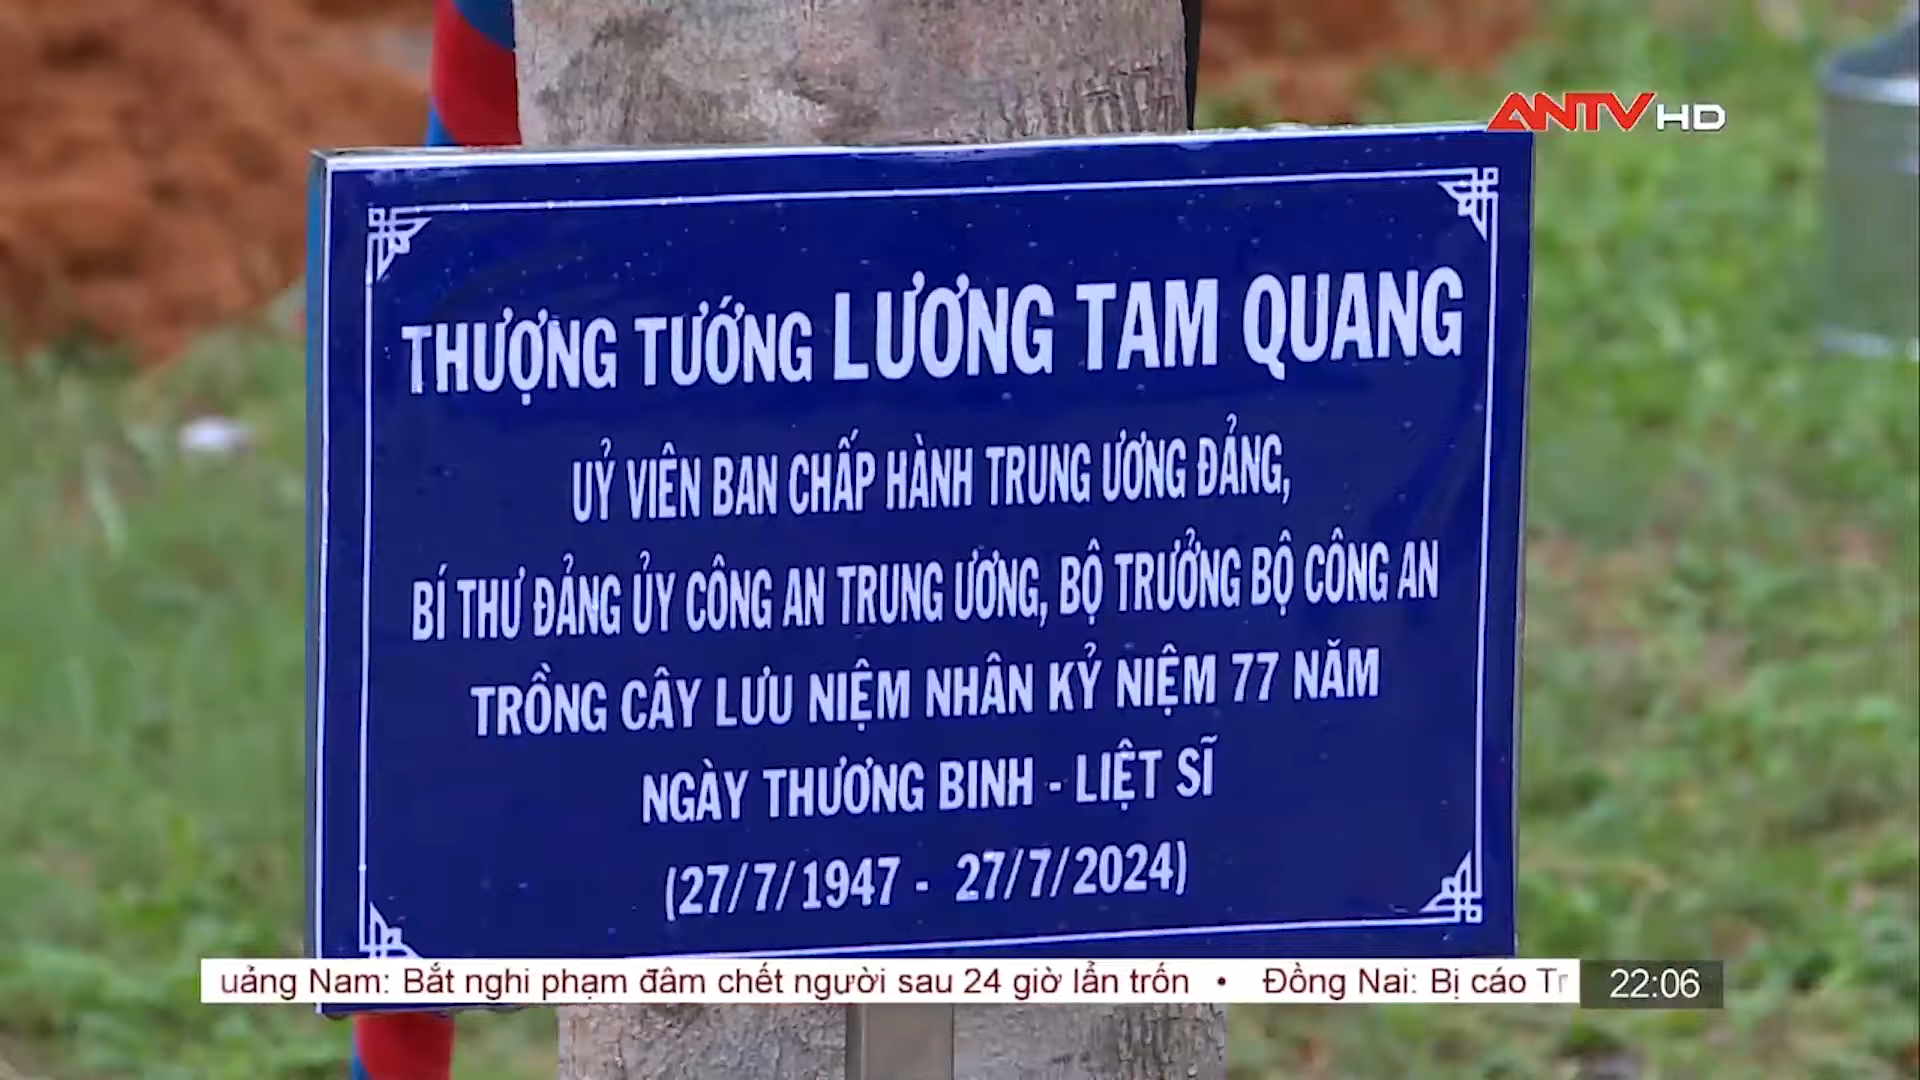 ANTV HD
THƯỢNG TƯỚNG LƯƠNG TAM QUANG
UỶ VIÊN BAN CHẤP HÀNH TRUNG ƯƠNG ĐẢNG,
BÍ THƯ ĐẢNG ỦY CÔNG AN TRUNG ƯƠNG, BỘ TRƯỞNG BỘ CÔNG AN
TRỒNG CÂY LƯU NIỆM NHÂN KỶ NIỆM 77 NĂM
NGÀY THƯƠNG BINH - LIỆT SĨ
(27/7/1947 - 27/7/2024)
uảng Nam: Bắt nghi phạm đâm chết người sau 24 giờ lẩn trốn • Đồng Nai: Bị cáo Tr
22:06